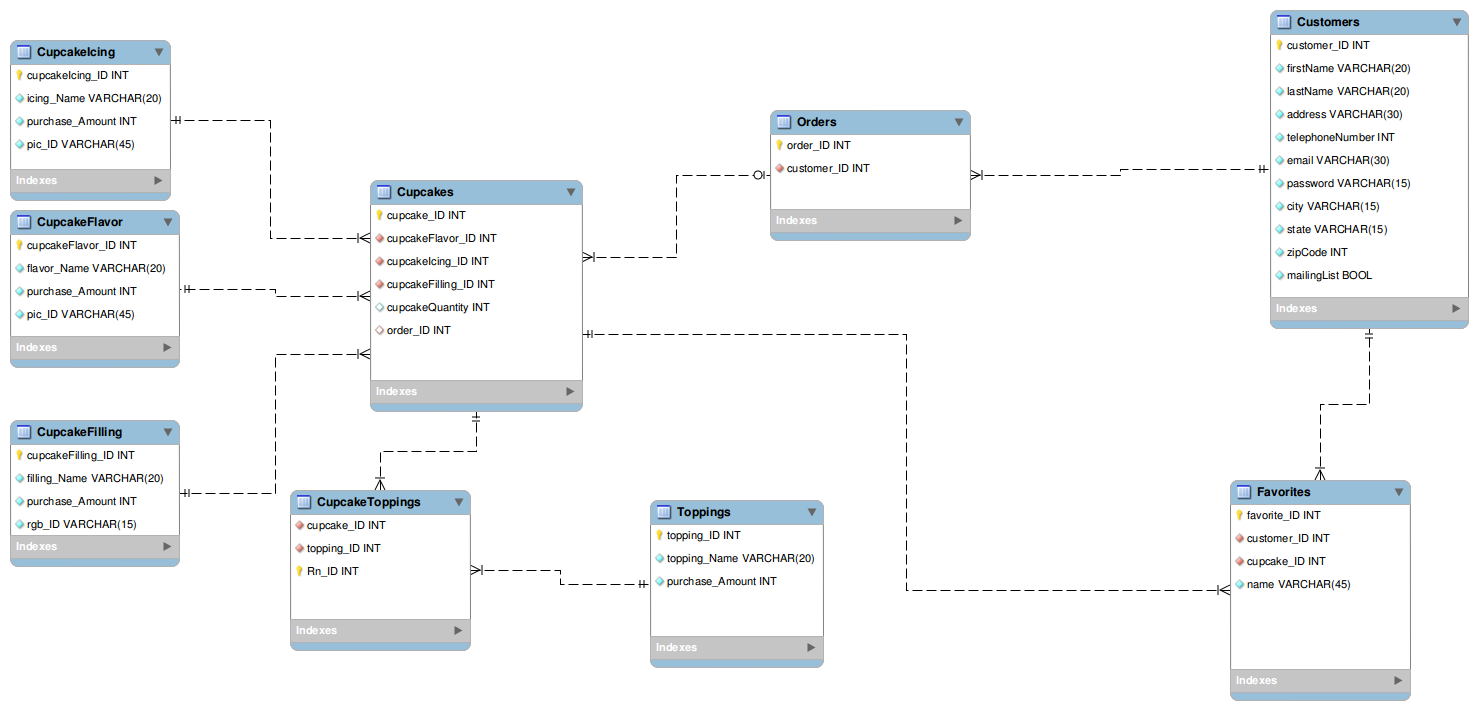 CupcakeIcing
cupcakeIcing_ID INT
icing_Name VARCHAR(20)
purchase_Amount INT
pic_ID VARCHAR(45)
Indexes
CupcakeFlavor
cupcakeFlavor_ID INT
flavor_Name VARCHAR(20)
purchase_Amount INT
pic_ID VARCHAR(45)
Indexes
CupcakeFilling
cupcakeFilling_ID INT
filling_Name VARCHAR(20)
purchase_Amount INT
rgb_ID VARCHAR(15)
Indexes
Cupcakes
cupcake_ID INT
cupcakeFlavor_ID INT
cupcakeIcing_ID INT
cupcakeFilling_ID INT
cupcakeQuantity INT
order_ID INT
Indexes
CupcakeToppings
cupcake_ID INT
topping_ID INT
Rn_ID INT
Indexes
Toppings
topping_ID INT
topping_Name VARCHAR(20)
purchase_Amount INT
Indexes
Orders
order_ID INT
customer_ID INT
Indexes
Customers
customer_ID INT
firstName VARCHAR(20)
lastName VARCHAR(20)
address VARCHAR(30)
telephoneNumber INT
email VARCHAR(30)
password VARCHAR(15)
city VARCHAR(15)
state VARCHAR(15)
zipCode INT
mailingList BOOL
Indexes
Favorites
favorite_ID INT
customer_ID INT
cupcake_ID INT
name VARCHAR(45)
Indexes